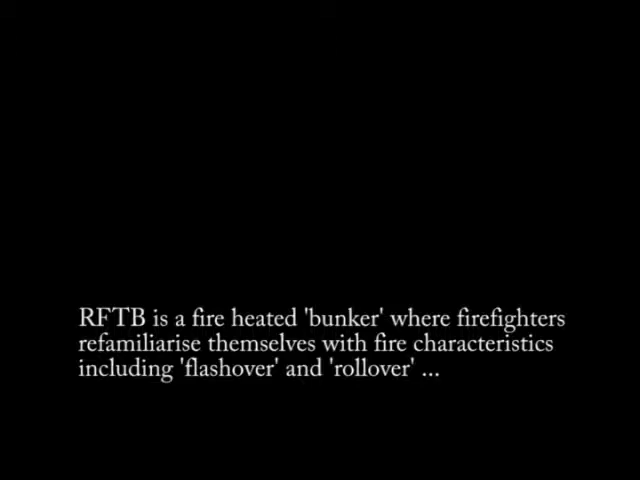 RFTB is a fire heated 'bunker' where firefighters
refamiliarise themselves with fire characteristics
including 'flashover' and 'rollover' ...